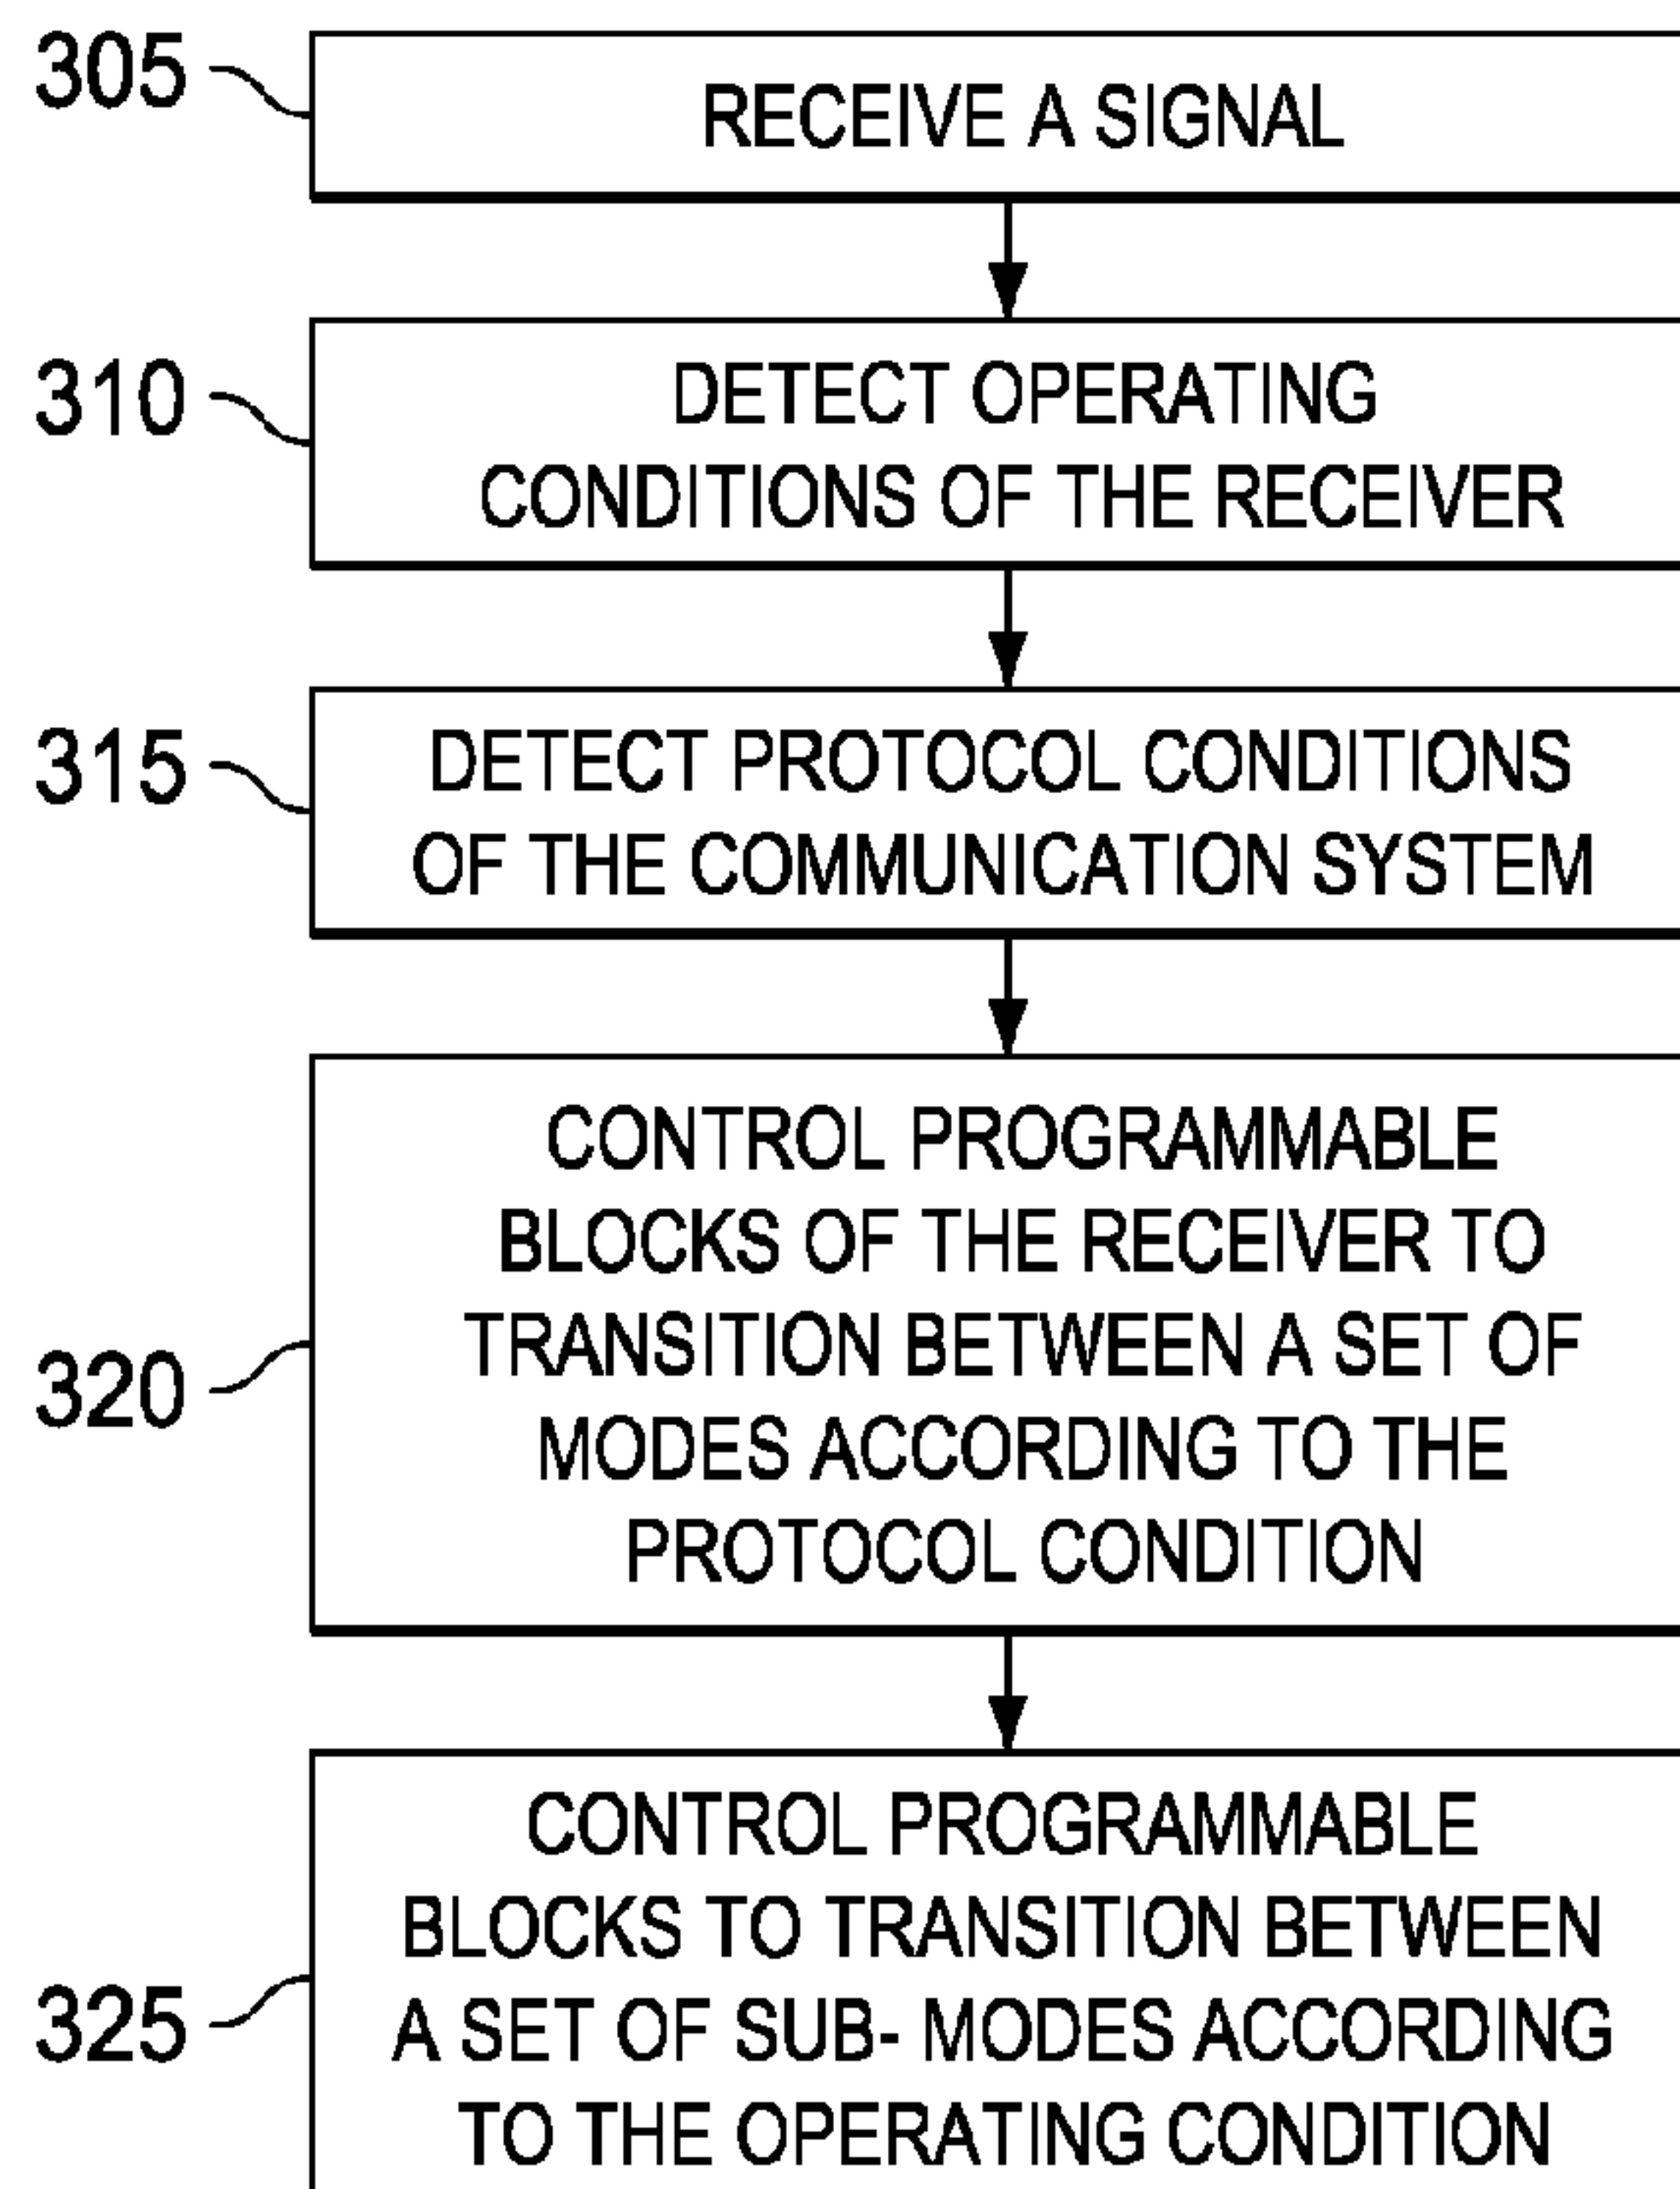 305
RECEIVE A SIGNAL
310
DETECT OPERATING
CONDITIONS OF THE RECEIVER
315
DETECT PROTOCOL CONDITIONS
OF THE COMMUNICATION SYSTEM
320
CONTROL PROGRAMMABLE
BLOCKS OF THE RECEIVER TO
TRANSITION BETWEEN A SET OF
MODES ACCORDING TO THE
PROTOCOL CONDITION
325
CONTROL PROGRAMMABLE
BLOCKS TO TRANSITION BETWEEN
A SET OF SUB- MODES ACCORDING
TO THE OPERATING CONDITION